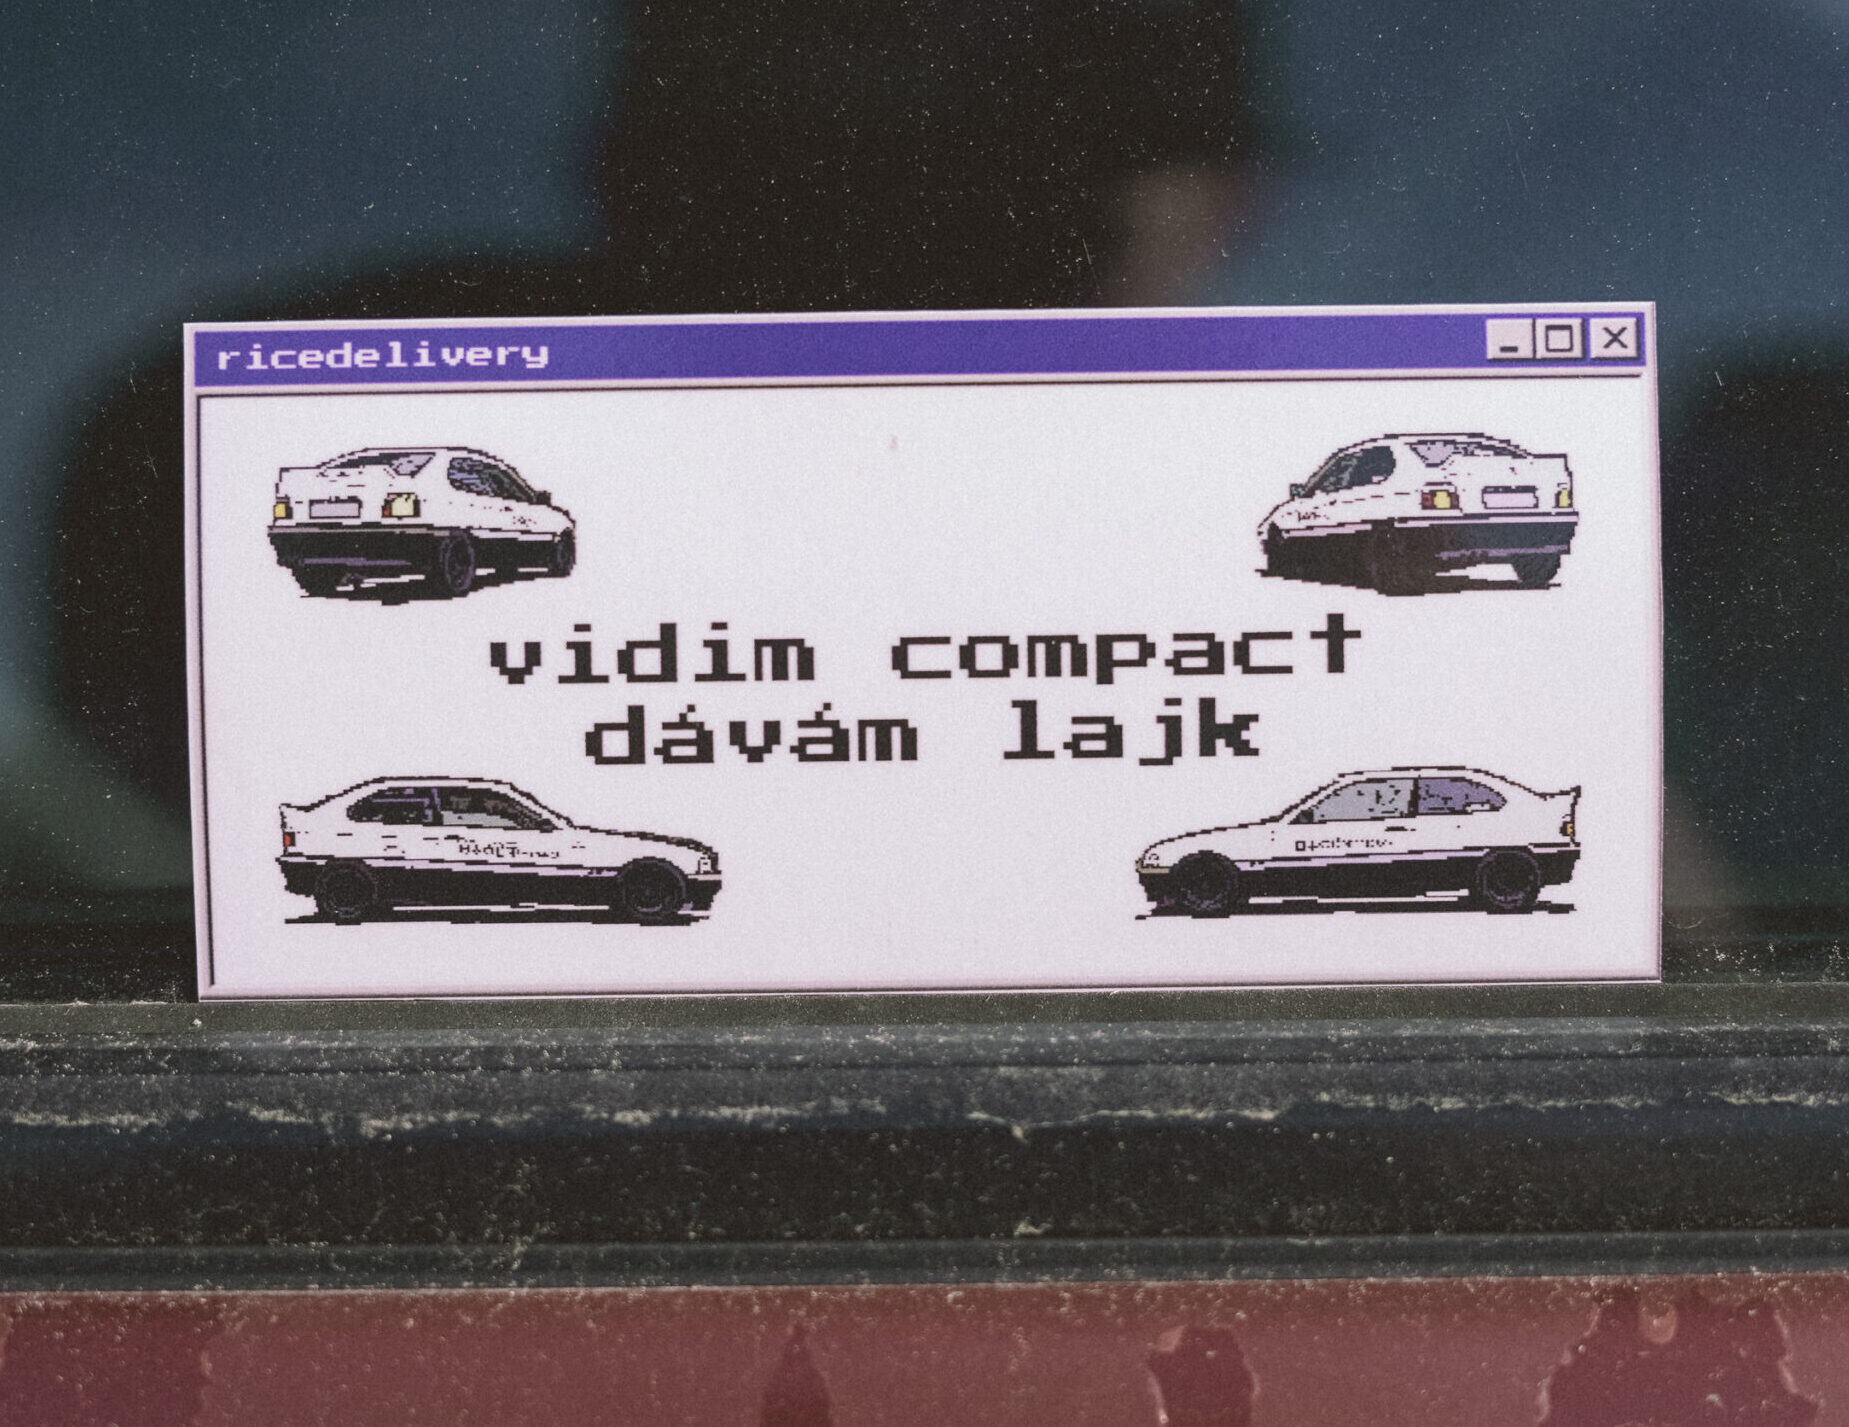 ricedelivery
vidim compact
dávám lajk